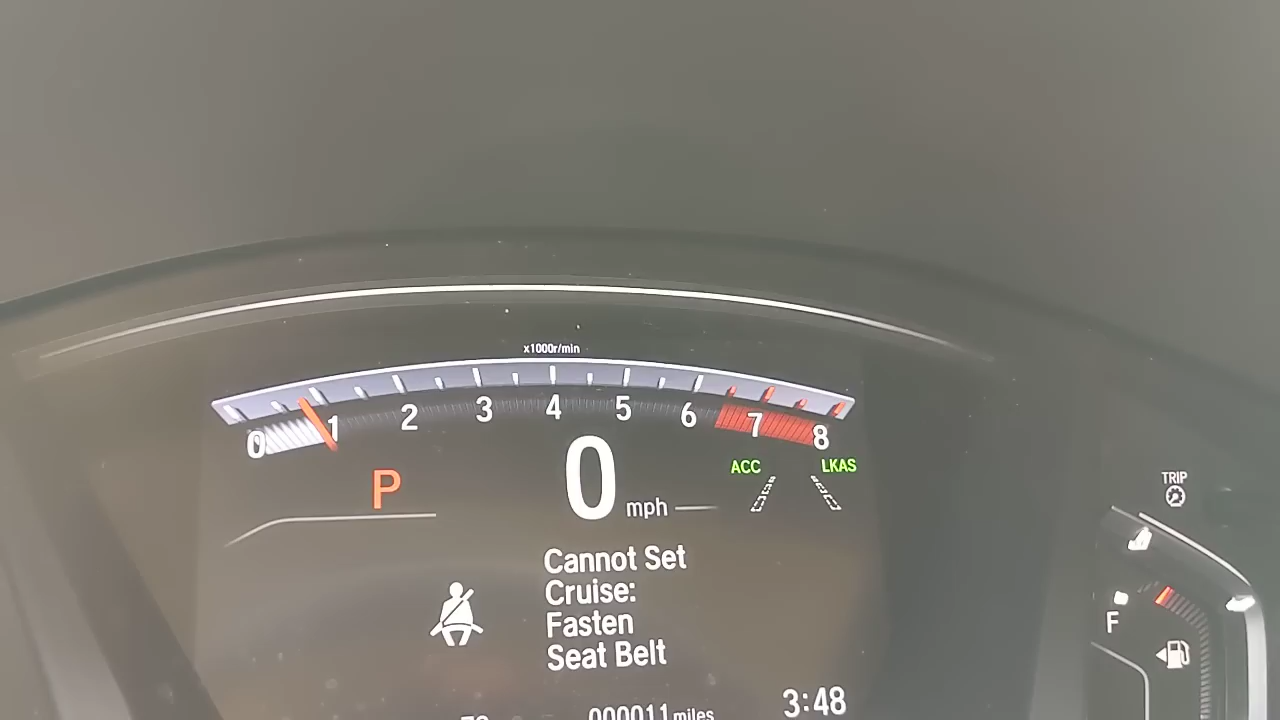 x1000r/min
0 1 2 3 4 5 6 7 8
P
0 mph
ACC
LKAS
Cannot Set
Cruise:
Fasten
Seat Belt
000011 miles
3:48
TRIP
F